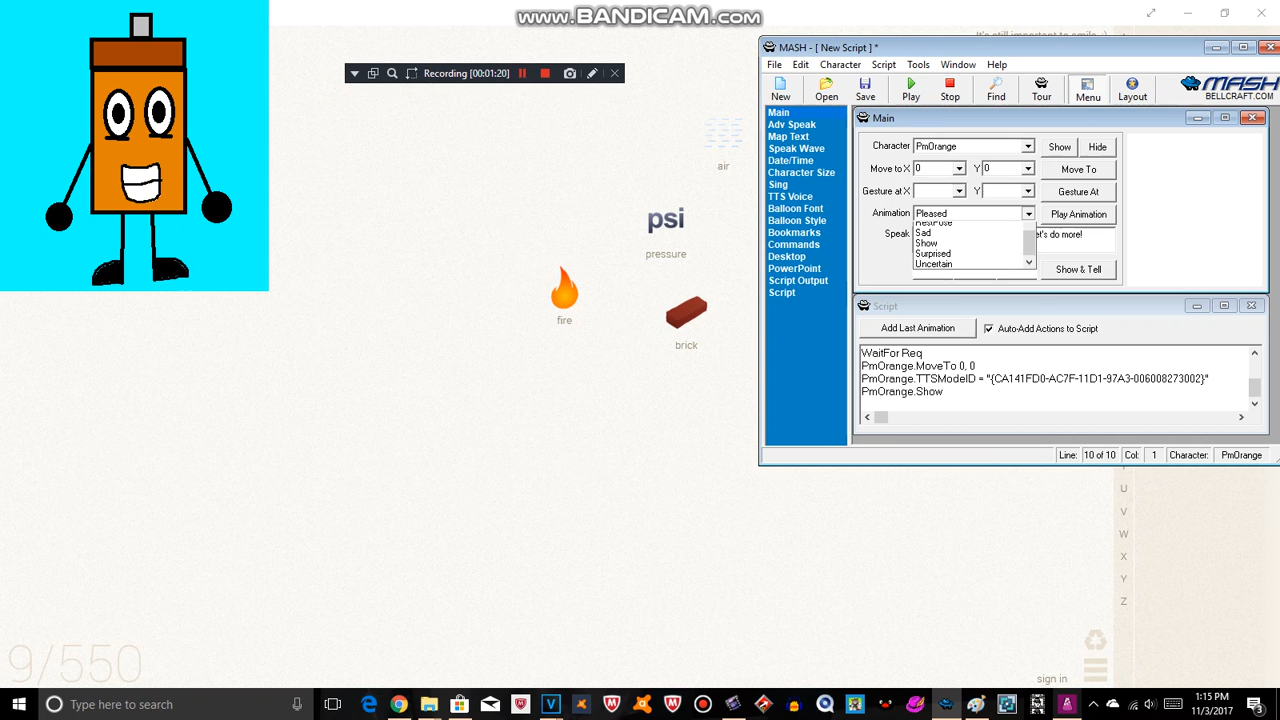 www.BANDICAM.com
It's still important to smile :)
Recording [00:01:20]
MASH - [ New Script ] *
File Edit Character Script Tools Window Help
New Open Save Play Stop Find Tour Menu Layout
MASH
BELLCRAFT.COM
Main
Adv Speak
Map Text
Speak Wave
Date/Time
Character Size
Sing
TTS Voice
Balloon Font
Balloon Style
Bookmarks
Commands
Desktop
PowerPoint
Script Output
Script
Main
Character PmOrange Show Hide
Move to X 0 Y 0 Move To
Gesture at X Y Gesture At
Animation Pleased Play Animation
RestPose
Sad
Show
Surprised
Uncertain
Speak et's do more!
Show & Tell
Script
Add Last Animation Auto-Add Actions to Script
WaitFor Req
PmOrange.MoveTo 0, 0
PmOrange.TTSModeID = "{CA141FD0-AC7F-11D1-97A3-006008273002}"
PmOrange.Show
Line: 10 of 10 Col: 1 Character: PmOrange
air
psi
pressure
fire
brick
U
V
W
X
Y
Z
9/550
sign in
Type here to search
1:15 PM
11/3/2017
3